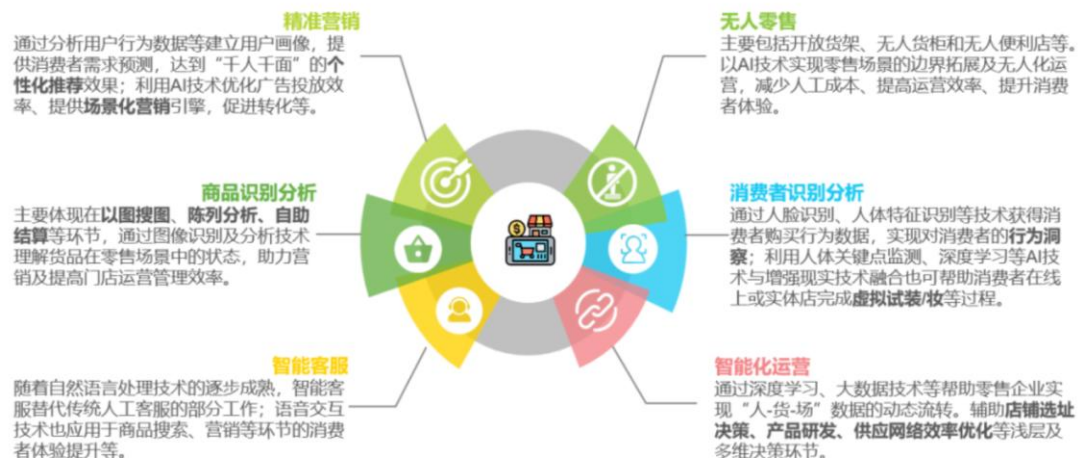 精准营销
通过分析用户行为数据等建立用户画像，提
供消费者需求预测，达到“千人千面”的个
性化推荐效果；利用AI技术优化广告投放效
率、提供场景化营销引擎，促进转化等。
商品识别分析
主要体现在以图搜图、陈列分析、自助
结算等环节，通过图像识别及分析技术
理解货品在零售场景中的状态，助力营
销及提高门店运营管理效率。
智能客服
随着自然语言处理技术的逐步成熟，智能客
服替代传统人工客服的部分工作；语音交互
技术也应用于商品搜索、营销等环节的消费
者体验提升等。
无人零售
主要包括开放货架、无人货柜和无人便利店等。
以AI技术实现零售场景的边界拓展及无人化运
营，减少人工成本、提高运营效率、提升消费
者体验。
消费者识别分析
通过人脸识别、人体特征识别等技术获得消
费者购买行为数据，实现对消费者的行为洞
察；利用人体关键点监测、深度学习等AI技
术与增强现实技术融合也可帮助消费者在线
上或实体店完成虚拟试装/妆等过程。
智能化运营
通过深度学习、大数据技术等帮助零售企业实
现“人-货-场”数据的动态流转。辅助店铺选址
决策、产品研发、供应网络效率优化等浅层及
多维决策环节。